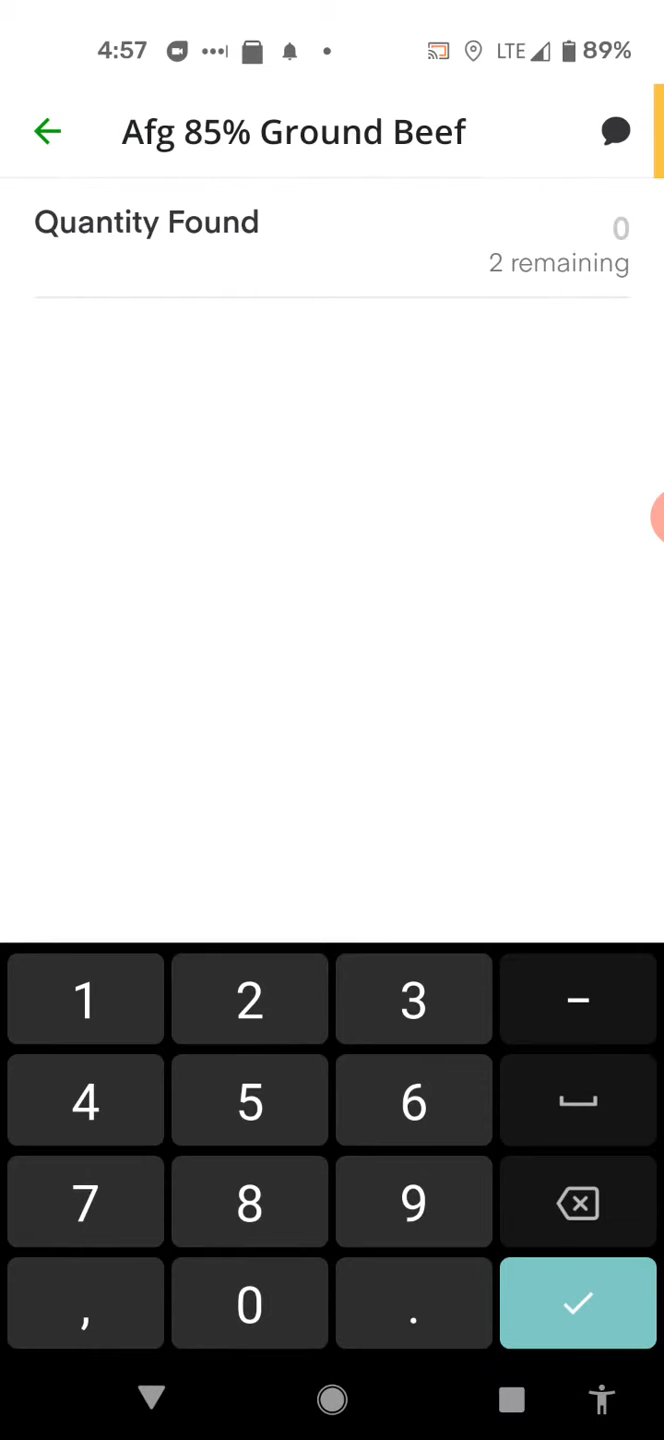 4:57 LTE 89%
Afg 85% Ground Beef
Quantity Found
0
2 remaining
1 2 3 -
4 5 6
7 8 9
, 0 .